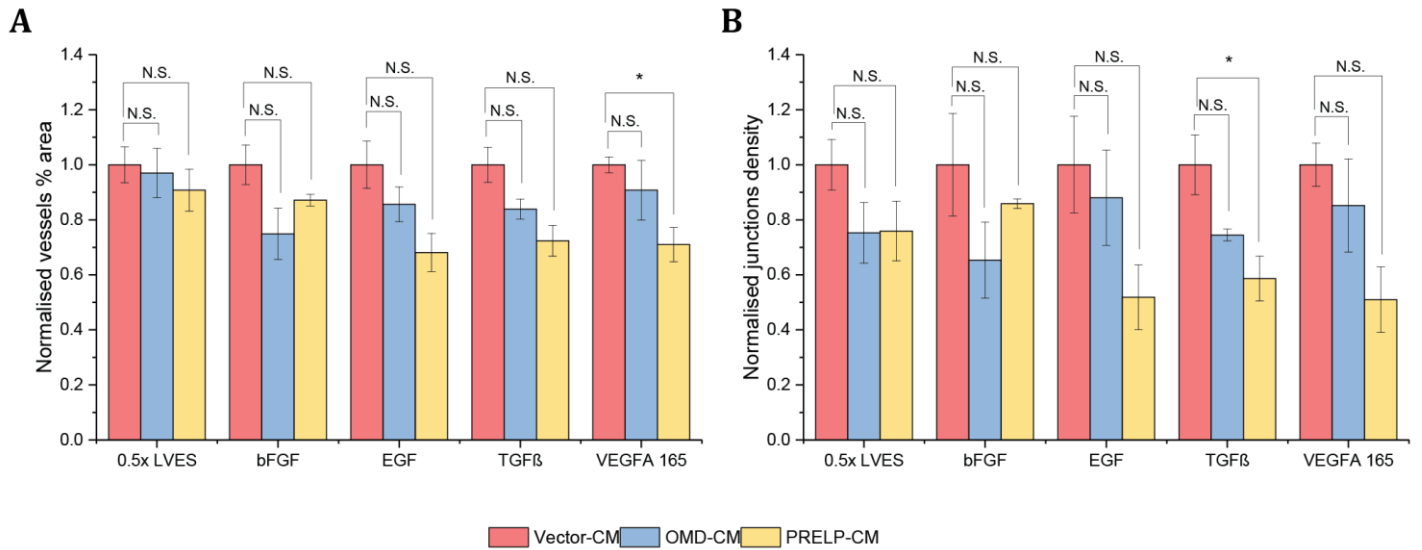 A
Normalised vessels % area
1.4
1.2
1.0
0.8
0.6
0.4
0.2
0.0
N.S.
N.S.
N.S.
N.S.
N.S.
N.S.
N.S.
N.S.
*
N.S.
0.5x LVES
bFGF
EGF
TGFß
VEGFA 165
B
Normalised junctions density
1.4
1.2
1.0
0.8
0.6
0.4
0.2
0.0
N.S.
N.S.
N.S.
N.S.
N.S.
N.S.
*
N.S.
N.S.
N.S.
0.5x LVES
bFGF
EGF
TGFß
VEGFA 165
Vector-CM OMD-CM PRELP-CM